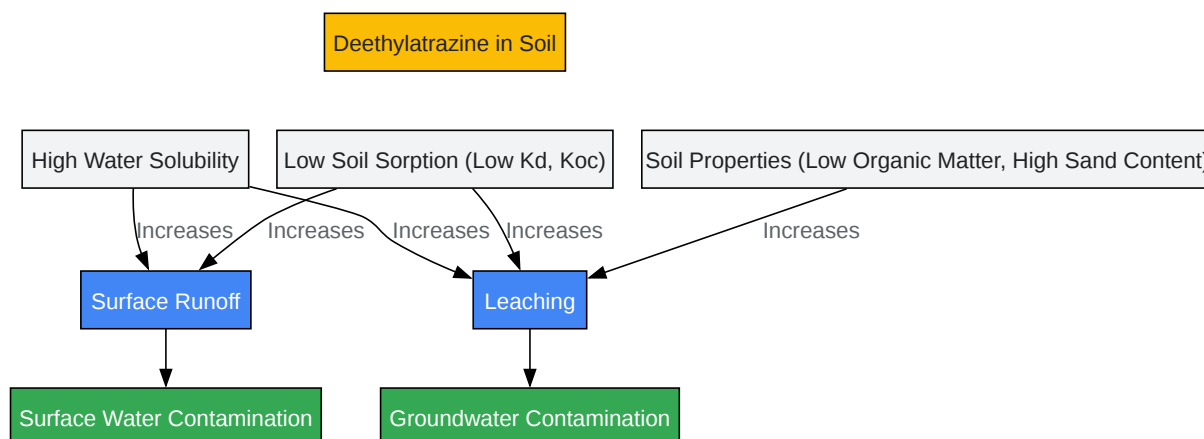 Deethylatrazine in Soil
High Water Solubility
Low Soil Sorption (Low Kd, Koc)
Soil Properties (Low Organic Matter, High Sand Content)
Increases
Increases
Increases
Increases
Increases
Surface Runoff
Leaching
Surface Water Contamination
Groundwater Contamination